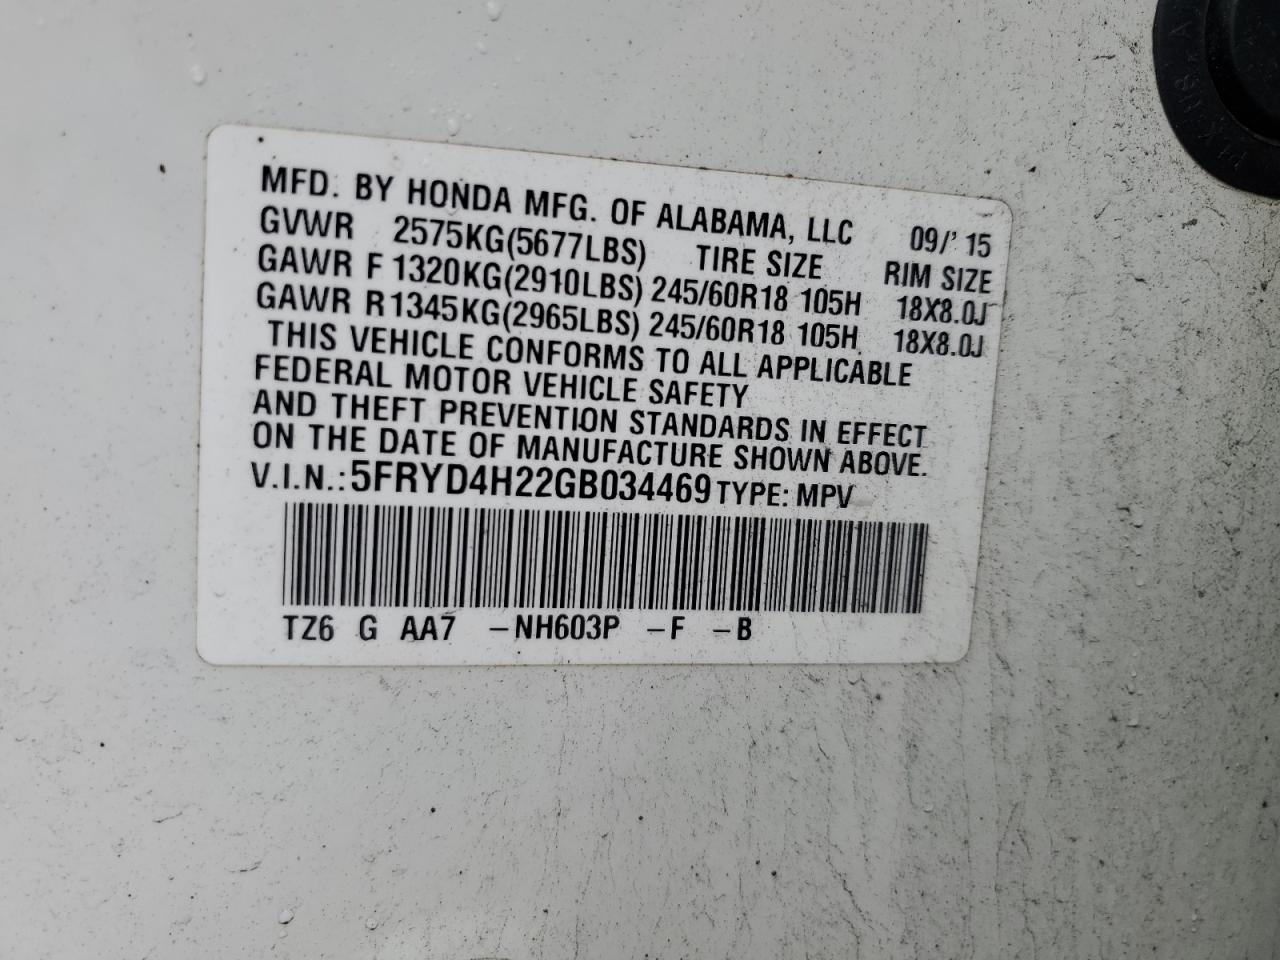 MFD. BY HONDA MFG. OF ALABAMA, LLC 09/' 15
GVWR 2575KG(5677LBS) TIRE SIZE RIM SIZE
GAWR F 1320KG(2910LBS) 245/60R18 105H 18X8.0J
GAWR R 1345KG(2965LBS) 245/60R18 105H 18X8.0J
THIS VEHICLE CONFORMS TO ALL APPLICABLE
FEDERAL MOTOR VEHICLE SAFETY
AND THEFT PREVENTION STANDARDS IN EFFECT
ON THE DATE OF MANUFACTURE SHOWN ABOVE.
V.I.N.: 5FRYD4H22GB034469 TYPE: MPV
TZ6 G AA7 -NH603P -F -B